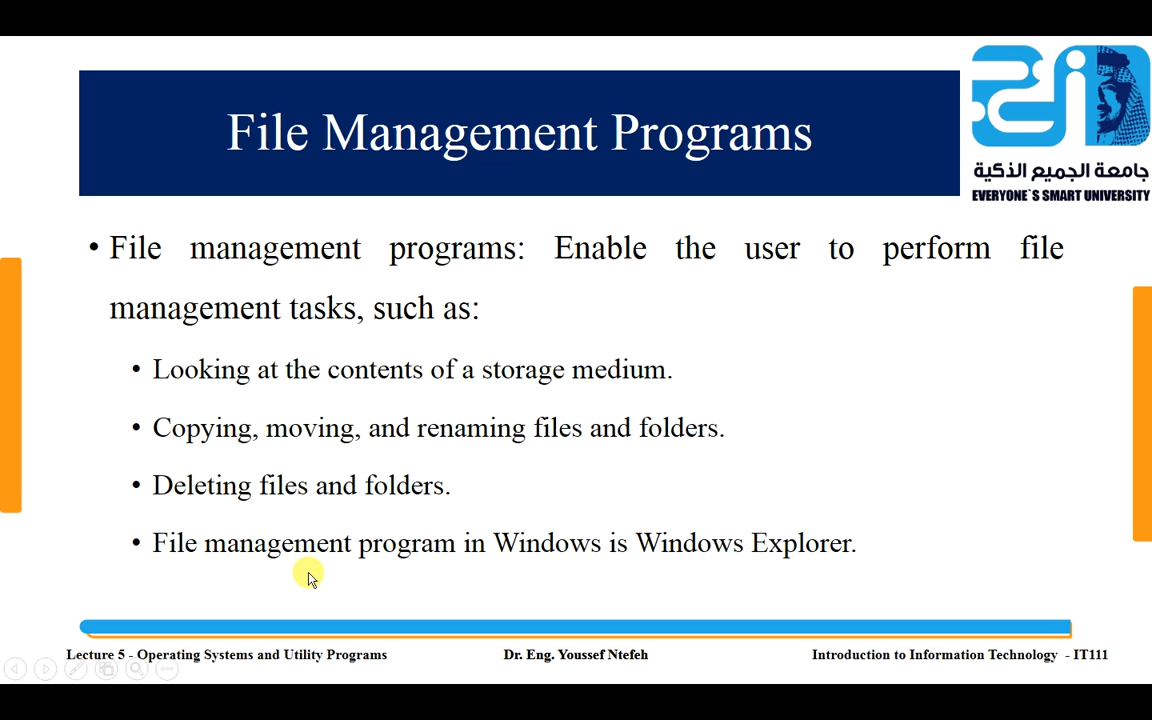 File Management Programs
جامعة الجميع الذكية
EVERYONE`S SMART UNIVERSITY
• File management programs: Enable the user to perform file
management tasks, such as:
• Looking at the contents of a storage medium.
• Copying, moving, and renaming files and folders.
• Deleting files and folders.
• File management program in Windows is Windows Explorer.
Lecture 5 - Operating Systems and Utility Programs
Dr. Eng. Youssef Ntefeh
Introduction to Information Technology - IT111